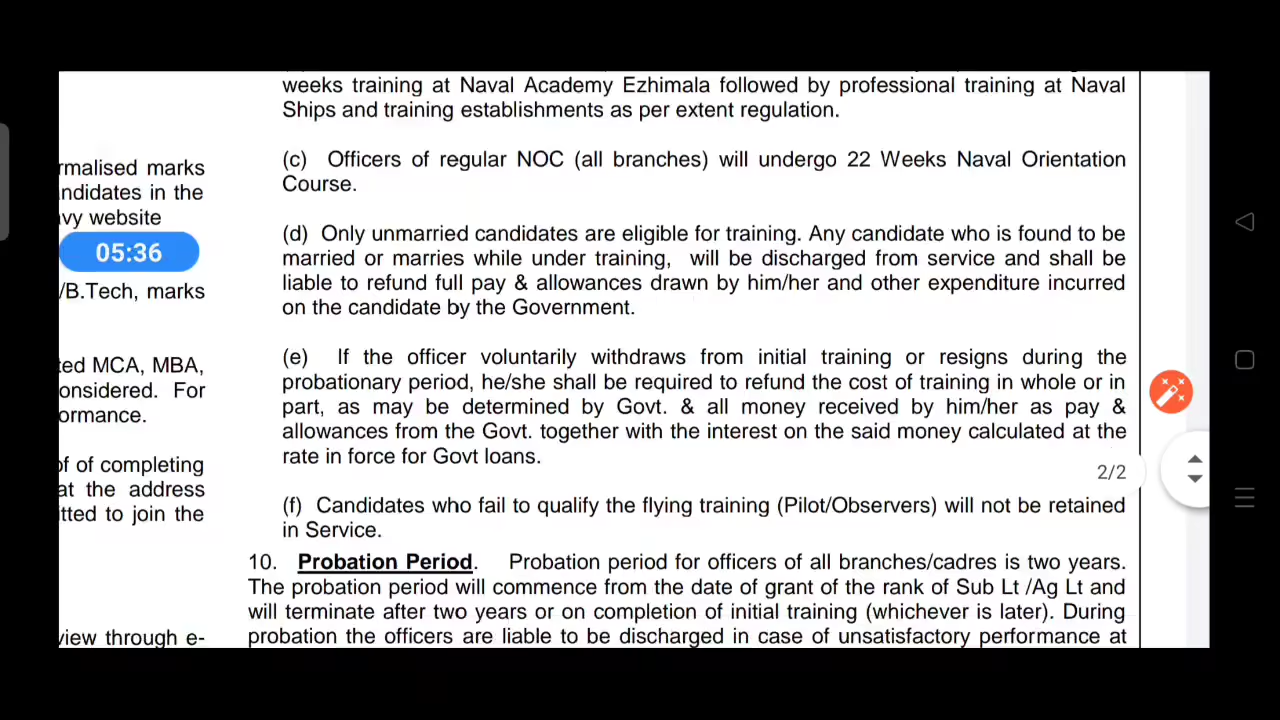 weeks training at Naval Academy Ezhimala followed by professional training at Naval
Ships and training establishments as per extent regulation.
(c) Officers of regular NOC (all branches) will undergo 22 Weeks Naval Orientation
Course.
(d) Only unmarried candidates are eligible for training. Any candidate who is found to be
married or marries while under training, will be discharged from service and shall be
liable to refund full pay & allowances drawn by him/her and other expenditure incurred
on the candidate by the Government.
(e) If the officer voluntarily withdraws from initial training or resigns during the
probationary period, he/she shall be required to refund the cost of training in whole or in
part, as may be determined by Govt. & all money received by him/her as pay &
allowances from the Govt. together with the interest on the said money calculated at the
rate in force for Govt loans.
(f) Candidates who fail to qualify the flying training (Pilot/Observers) will not be retained
in Service.
10. Probation Period. Probation period for officers of all branches/cadres is two years.
The probation period will commence from the date of grant of the rank of Sub Lt /Ag Lt and
will terminate after two years or on completion of initial training (whichever is later). During
probation the officers are liable to be discharged in case of unsatisfactory performance at
rmalised marks
ndidates in the
vy website
05:36
/B.Tech, marks
ted MCA, MBA,
onsidered. For
ormance.
of of completing
at the address
itted to join the
view through e-
2/2